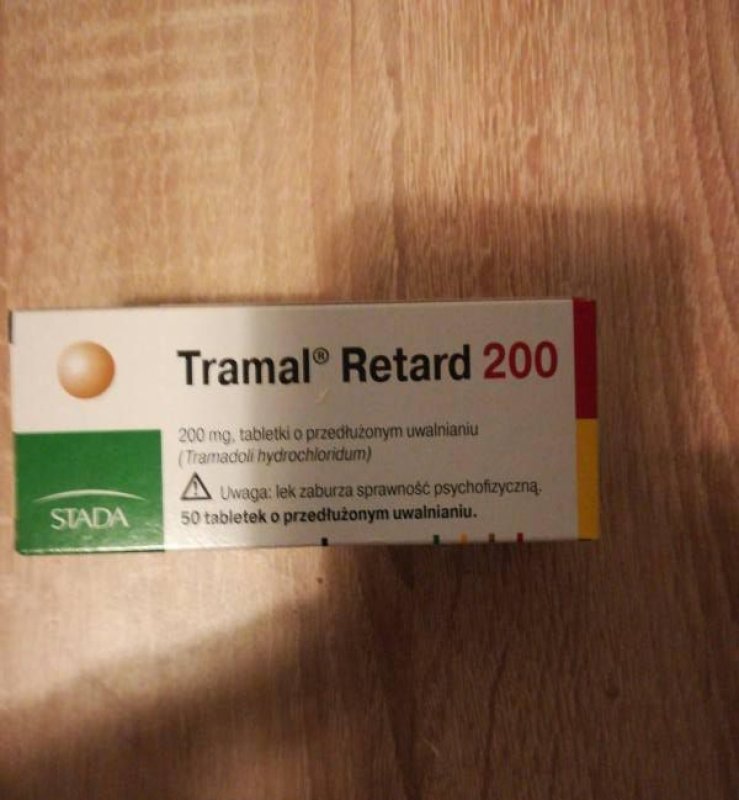 Tramal® Retard 200
200 mg, tabletki o przedłużonym uwalnianiu
(Tramadoli hydrochloridum)
Uwaga: lek zaburza sprawność psychofizyczną.
50 tabletek o przedłużonym uwalnianiu.
STADA